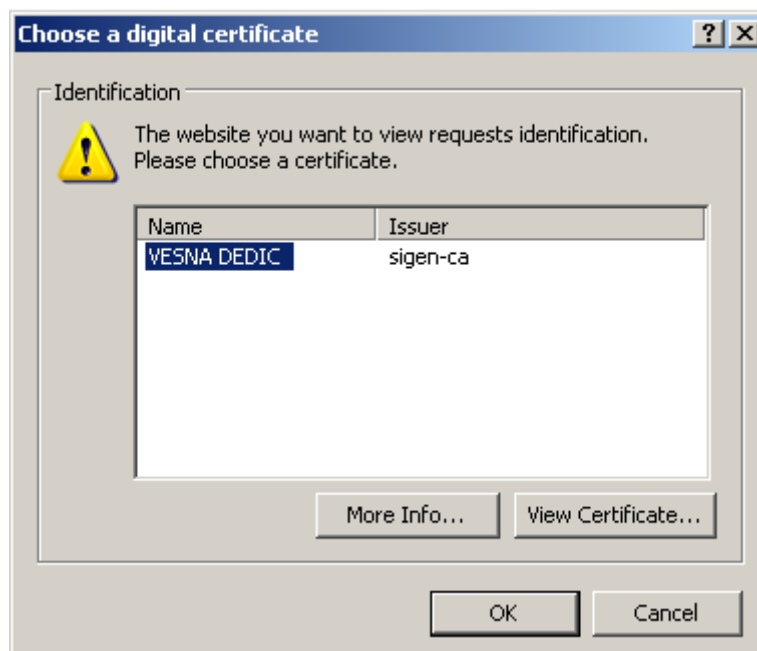 Choose a digital certificate
Identification
The website you want to view requests identification.
Please choose a certificate.
Name Issuer
VESNA DEDIC sigen-ca
More Info... View Certificate...
OK Cancel